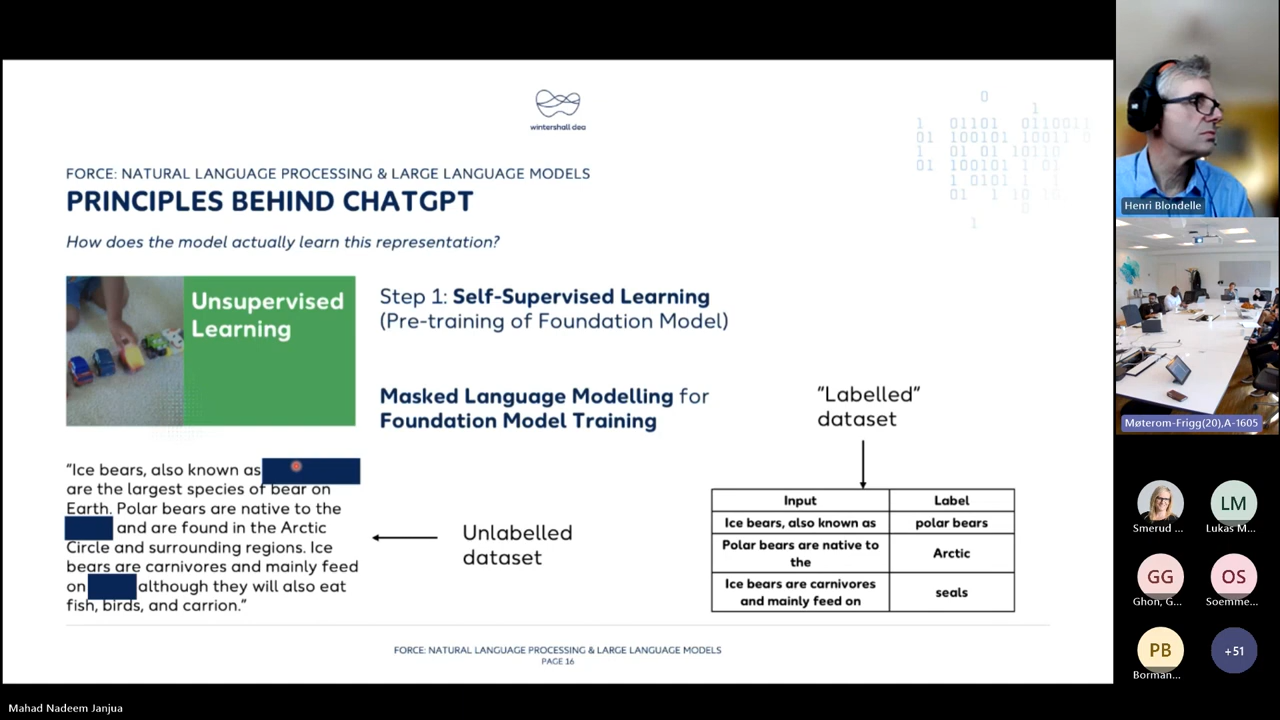 wintershall dea
FORCE: NATURAL LANGUAGE PROCESSING & LARGE LANGUAGE MODELS
PRINCIPLES BEHIND CHATGPT
How does the model actually learn this representation?
Unsupervised
Learning
Step 1: Self-Supervised Learning
(Pre-training of Foundation Model)
Masked Language Modelling for
Foundation Model Training
"Ice bears, also known as
are the largest species of bear on
Earth. Polar bears are native to the
and are found in the Arctic
Circle and surrounding regions. Ice
bears are carnivores and mainly feed
on although they will also eat
fish, birds, and carrion."
Unlabelled
dataset
"Labelled"
dataset
Input Label
Ice bears, also known as polar bears
Polar bears are native to
the Arctic
Ice bears are carnivores
and mainly feed on seals
FORCE: NATURAL LANGUAGE PROCESSING & LARGE LANGUAGE MODELS
PAGE 16
Mahad Nadeem Janjua
Henri Blondelle
Møterom-Frigg(20),A-1605
Smerud ...
LM
Lukas M...
GG
Ghon, G...
OS
Soemme...
PB
Borman...
+51